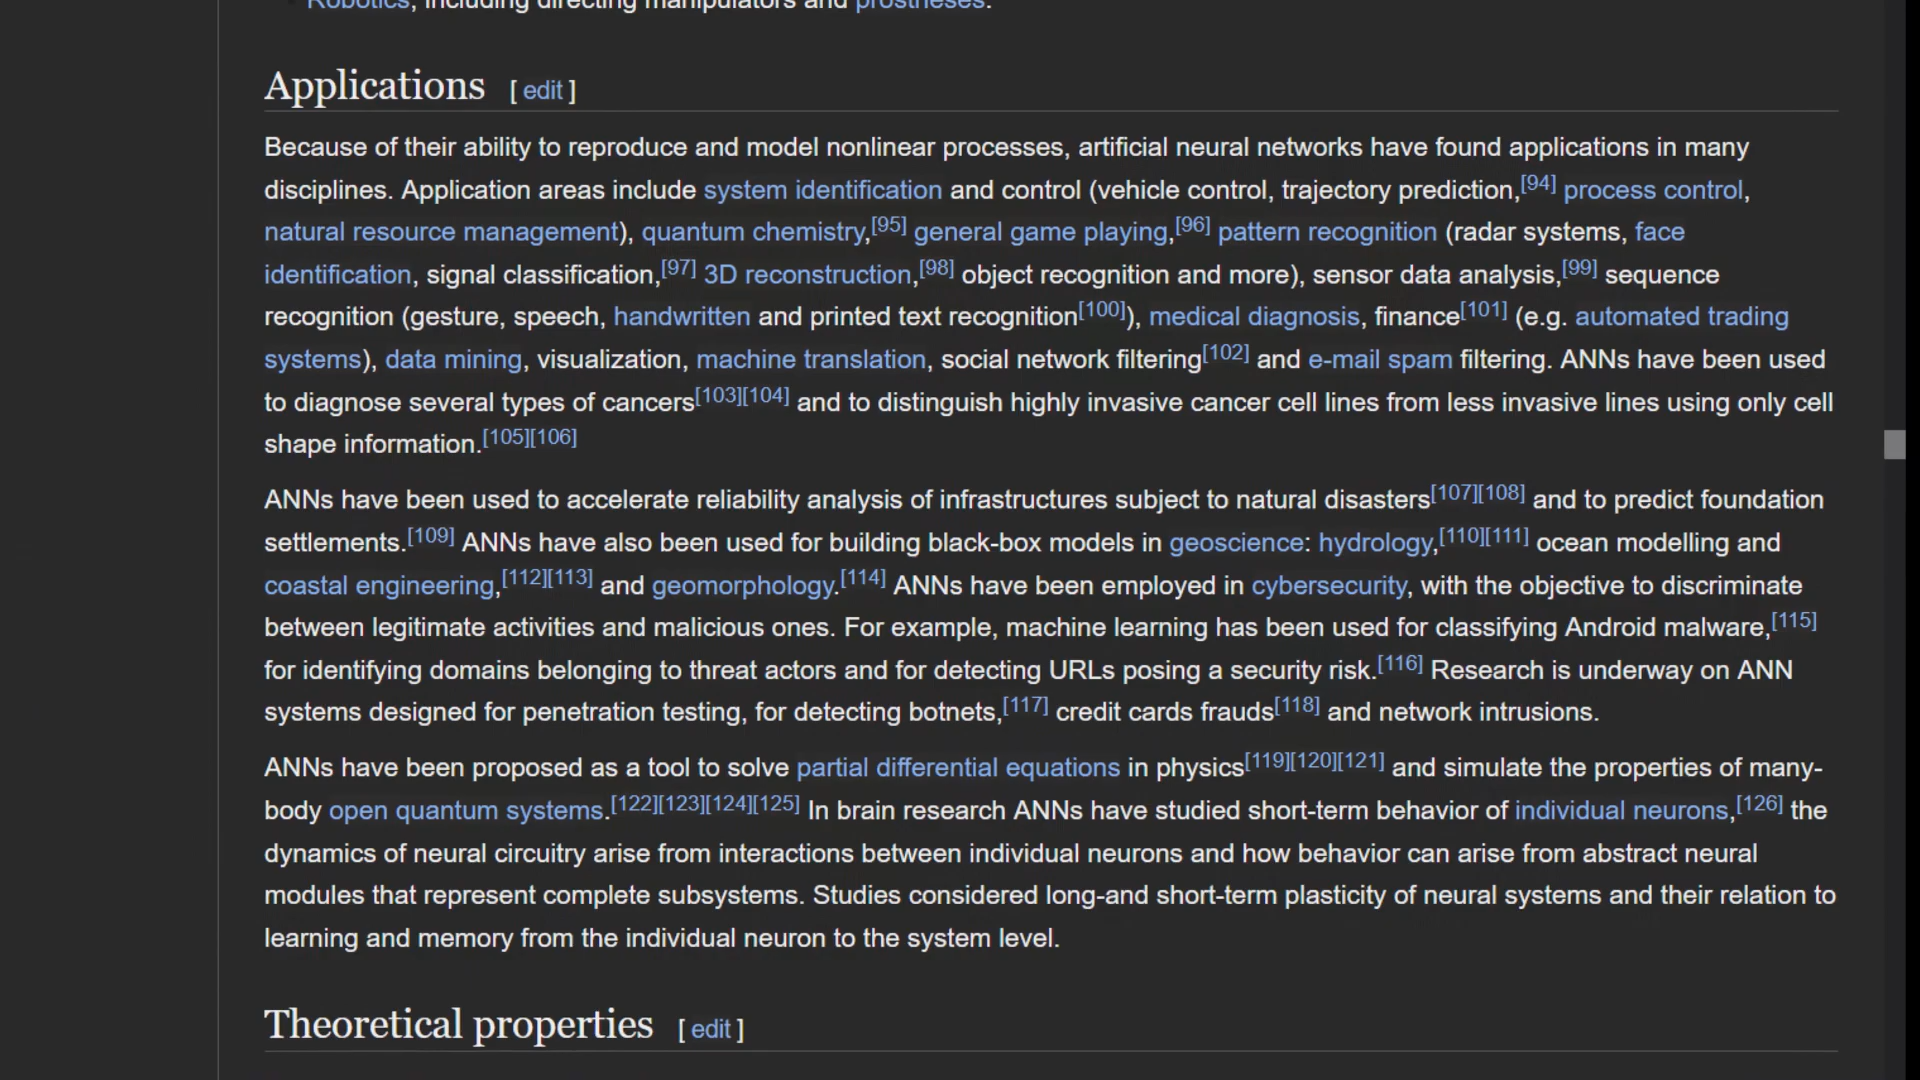 Robotics, including directing manipulators and prostheses.
Applications [ edit ]
Because of their ability to reproduce and model nonlinear processes, artificial neural networks have found applications in many
disciplines. Application areas include system identification and control (vehicle control, trajectory prediction,[94] process control,
natural resource management), quantum chemistry,[95] general game playing,[96] pattern recognition (radar systems, face
identification, signal classification,[97] 3D reconstruction,[98] object recognition and more), sensor data analysis,[99] sequence
recognition (gesture, speech, handwritten and printed text recognition[100]), medical diagnosis, finance[101] (e.g. automated trading
systems), data mining, visualization, machine translation, social network filtering[102] and e-mail spam filtering. ANNs have been used
to diagnose several types of cancers[103][104] and to distinguish highly invasive cancer cell lines from less invasive lines using only cell
shape information.[105][106]
ANNs have been used to accelerate reliability analysis of infrastructures subject to natural disasters[107][108] and to predict foundation
settlements.[109] ANNs have also been used for building black-box models in geoscience: hydrology,[110][111] ocean modelling and
coastal engineering,[112][113] and geomorphology.[114] ANNs have been employed in cybersecurity, with the objective to discriminate
between legitimate activities and malicious ones. For example, machine learning has been used for classifying Android malware,[115]
for identifying domains belonging to threat actors and for detecting URLs posing a security risk.[116] Research is underway on ANN
systems designed for penetration testing, for detecting botnets,[117] credit cards frauds[118] and network intrusions.
ANNs have been proposed as a tool to solve partial differential equations in physics[119][120][121] and simulate the properties of many-
body open quantum systems.[122][123][124][125] In brain research ANNs have studied short-term behavior of individual neurons,[126] the
dynamics of neural circuitry arise from interactions between individual neurons and how behavior can arise from abstract neural
modules that represent complete subsystems. Studies considered long-and short-term plasticity of neural systems and their relation to
learning and memory from the individual neuron to the system level.
Theoretical properties [ edit ]